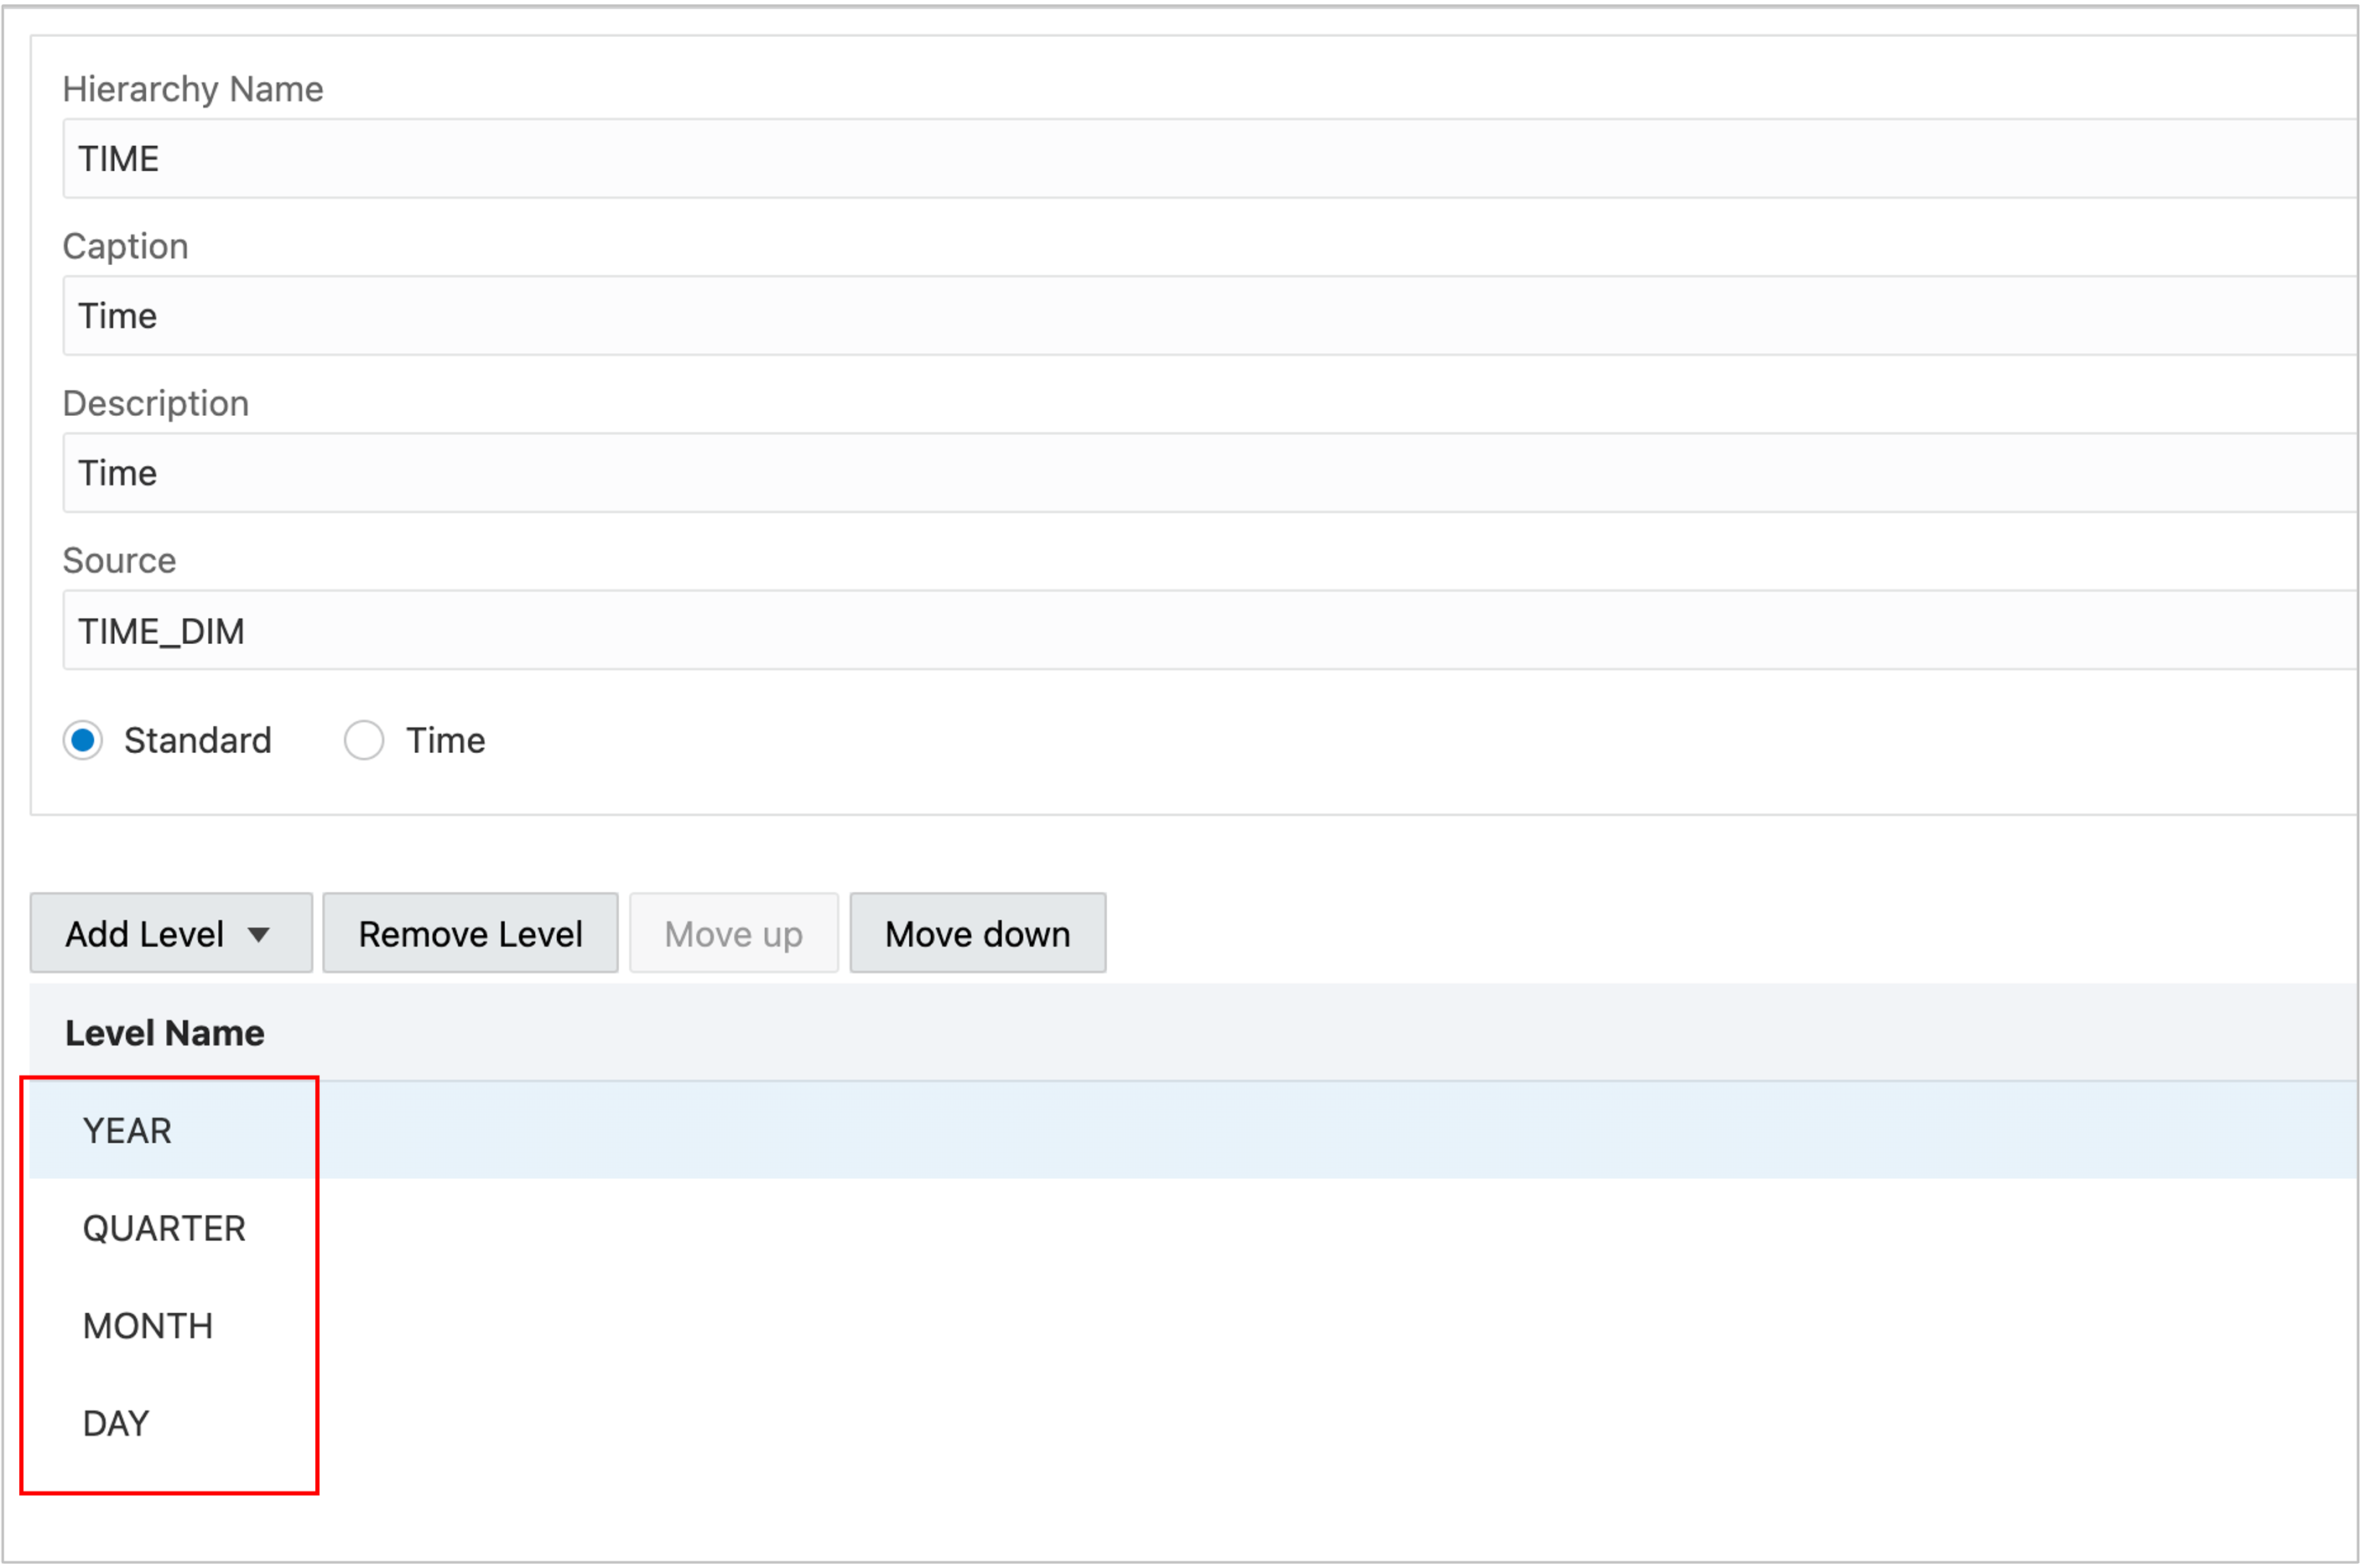 Hierarchy Name
TIME
Caption
Time
Description
Time
Source
TIME_DIM
Standard Time
Add Level Remove Level Move up Move down
Level Name
YEAR
QUARTER
MONTH
DAY